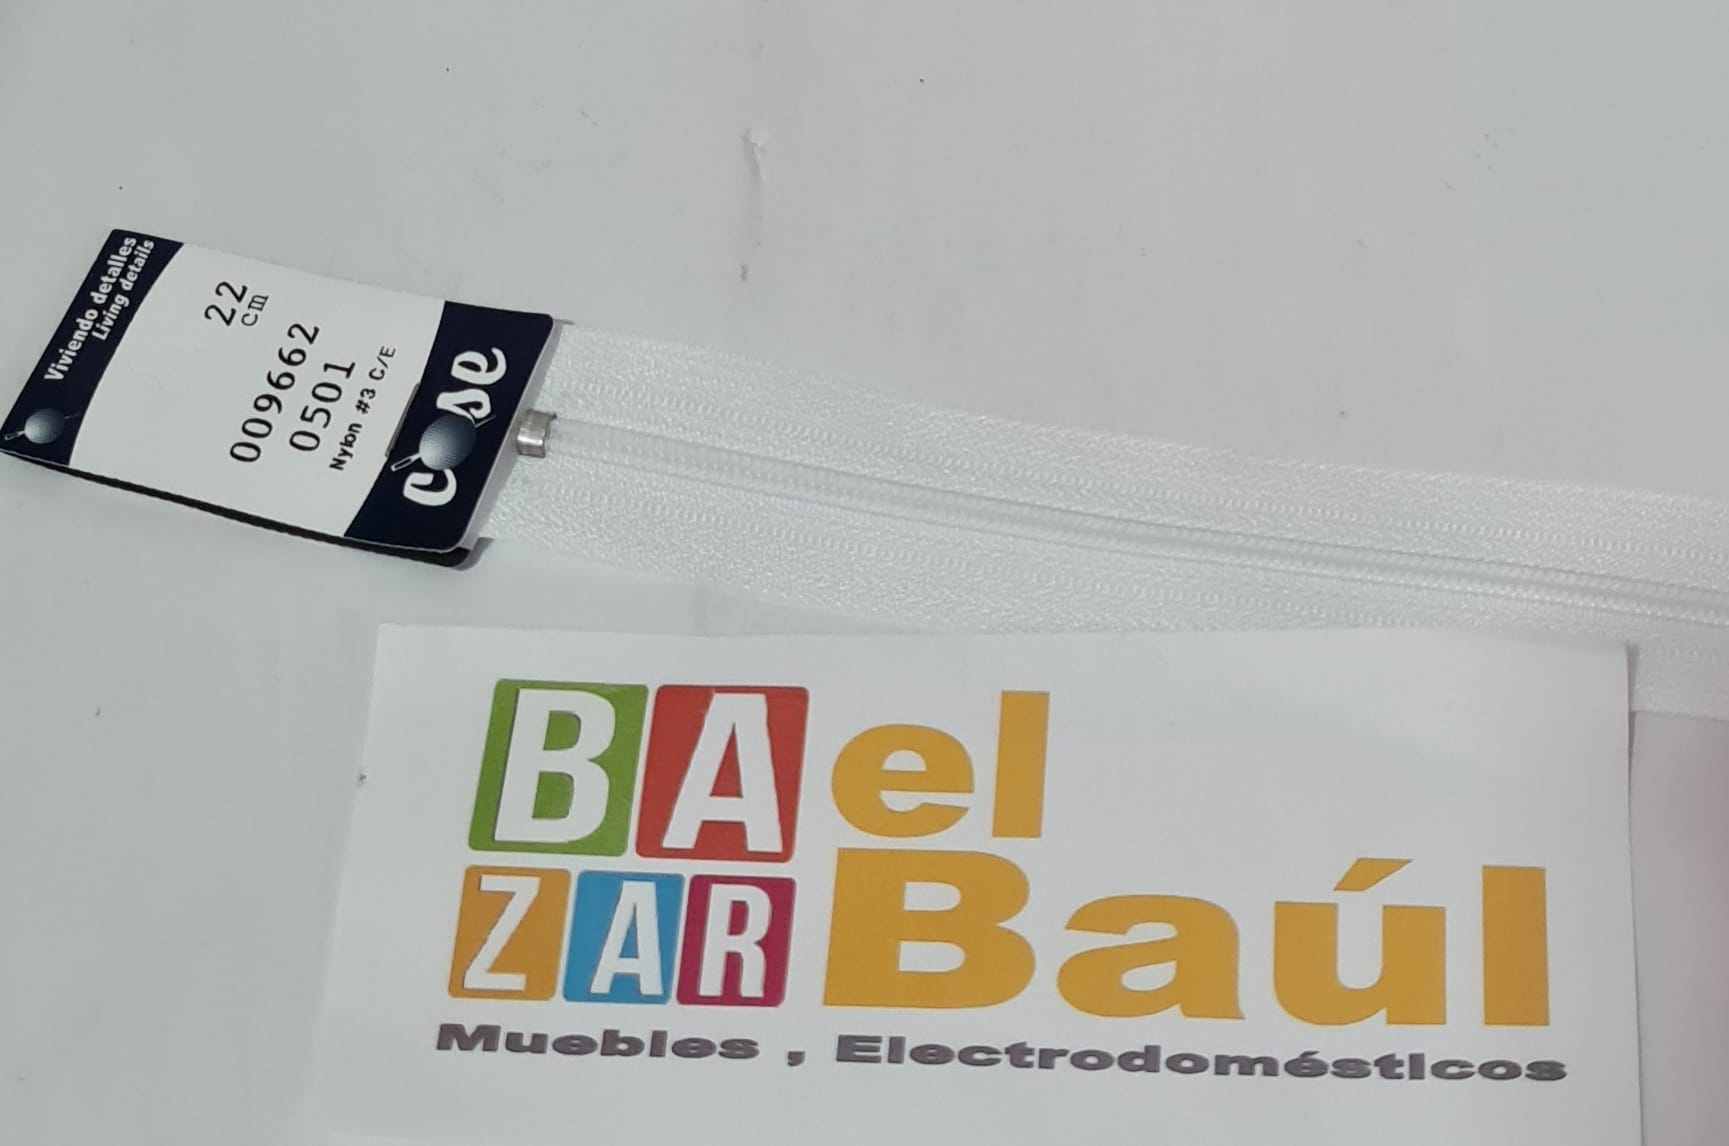 Viviendo detalles
Living details
22
cm
009662
0501
Nylon #3 C/E
cose
BA
ZAR
el
Baúl
Muebles , Electrodomésticos